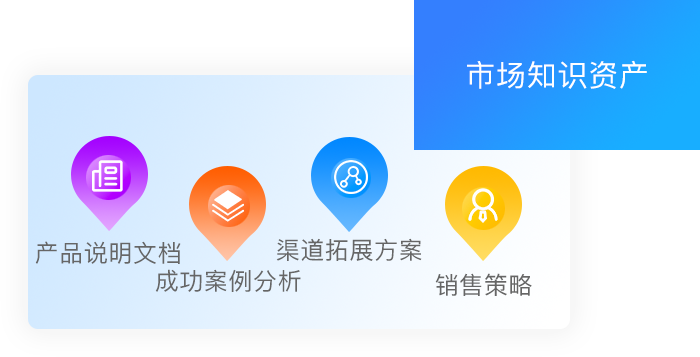 市场知识资产
产品说明文档
成功案例分析
渠道拓展方案
销售策略